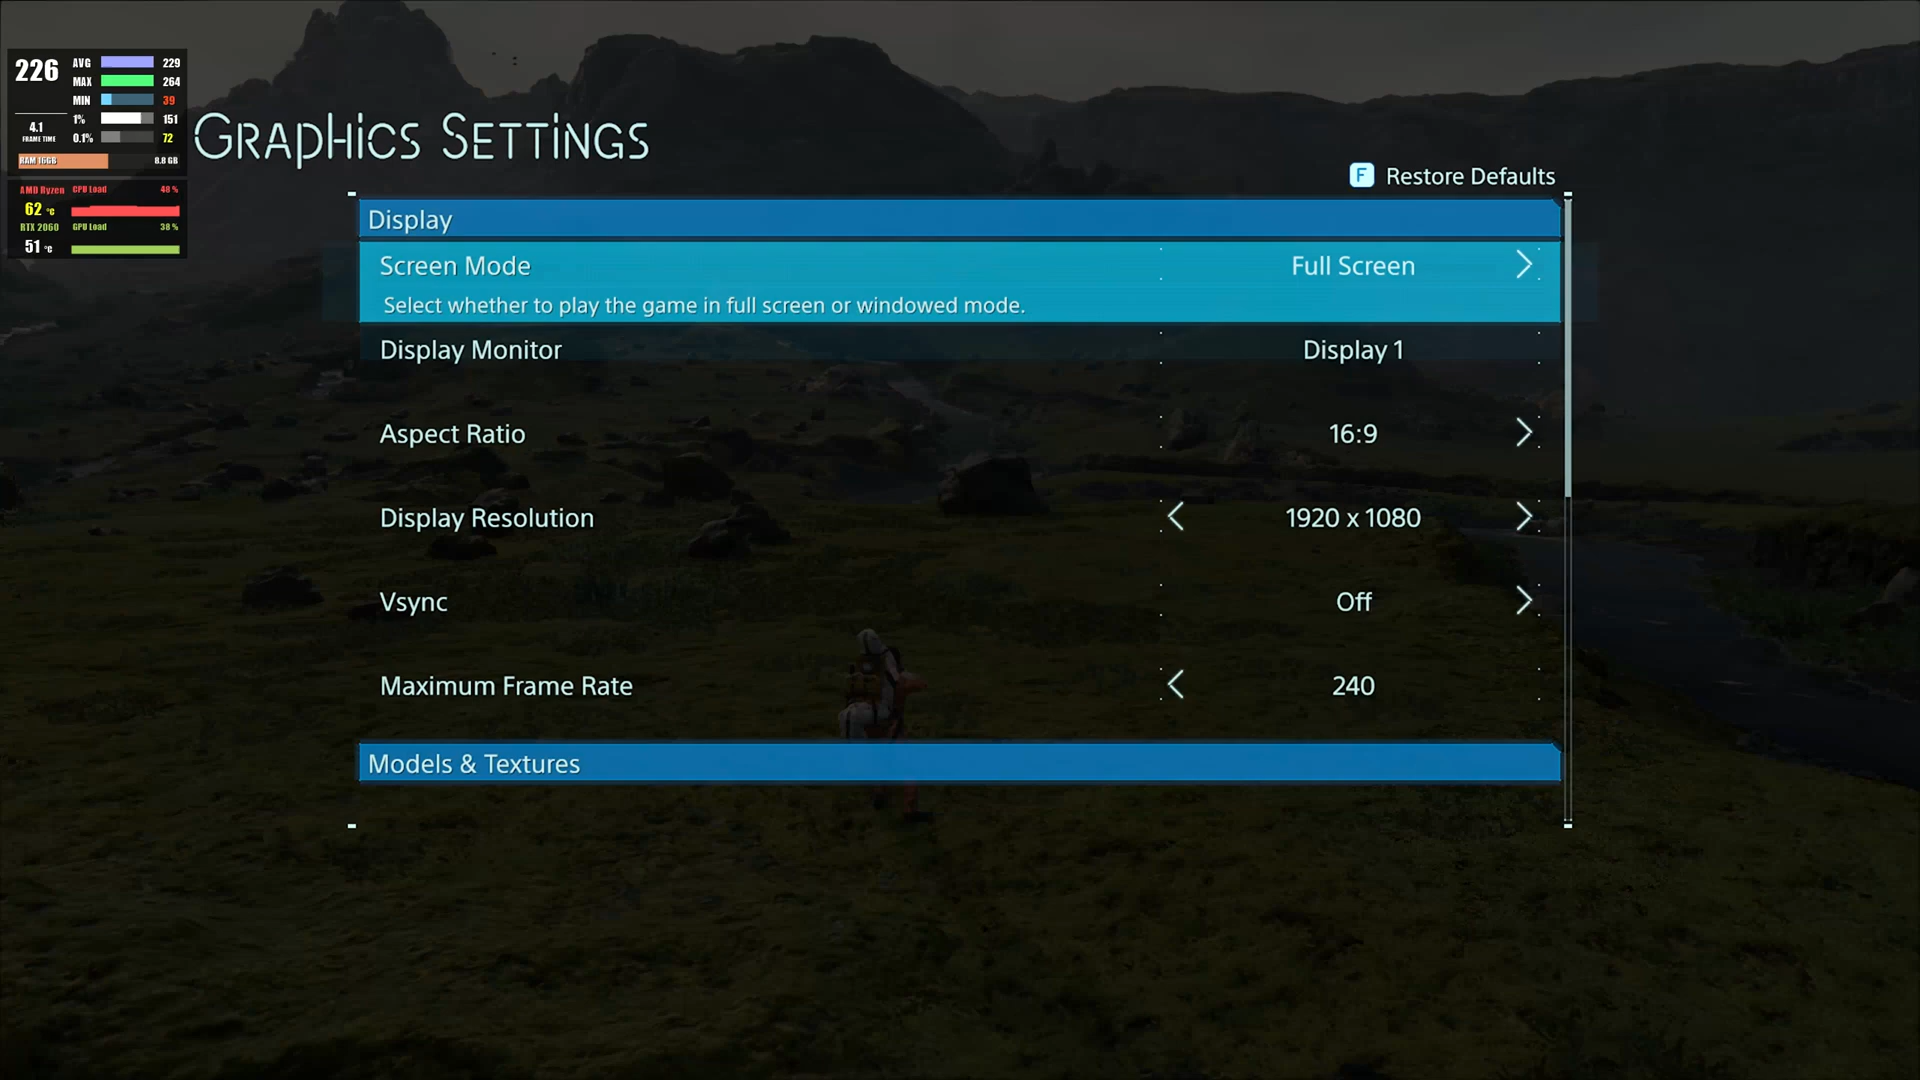 226
AVG 229
MAX 264
MIN 39
1% 151
0.1% 72
4.1
FRAME TIME
RAM 16GB 8.8 GB
AMD Ryzen CPU Load 48 %
62 °C
RTX 2060 GPU Load 38 %
51 °C
Graphics Settings
F Restore Defaults
Display
Screen Mode Full Screen
Select whether to play the game in full screen or windowed mode.
Display Monitor Display 1
Aspect Ratio 16:9
Display Resolution 1920 x 1080
Vsync Off
Maximum Frame Rate 240
Models & Textures